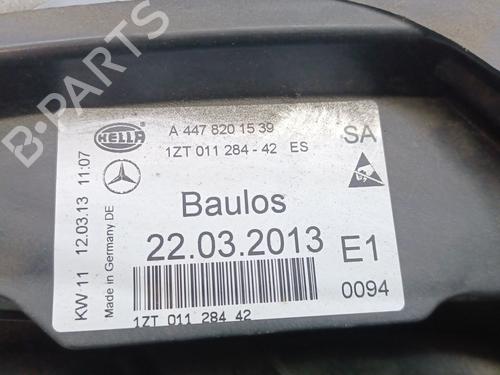 HELLA
A 447 820 15 39
SA
1ZT 011 284 - 42 ES
KW 11 12.03.13 11:07
Made in Germany DE
Baulos
22.03.2013
E1
0094
1ZT 011 284 42
B-PARTS